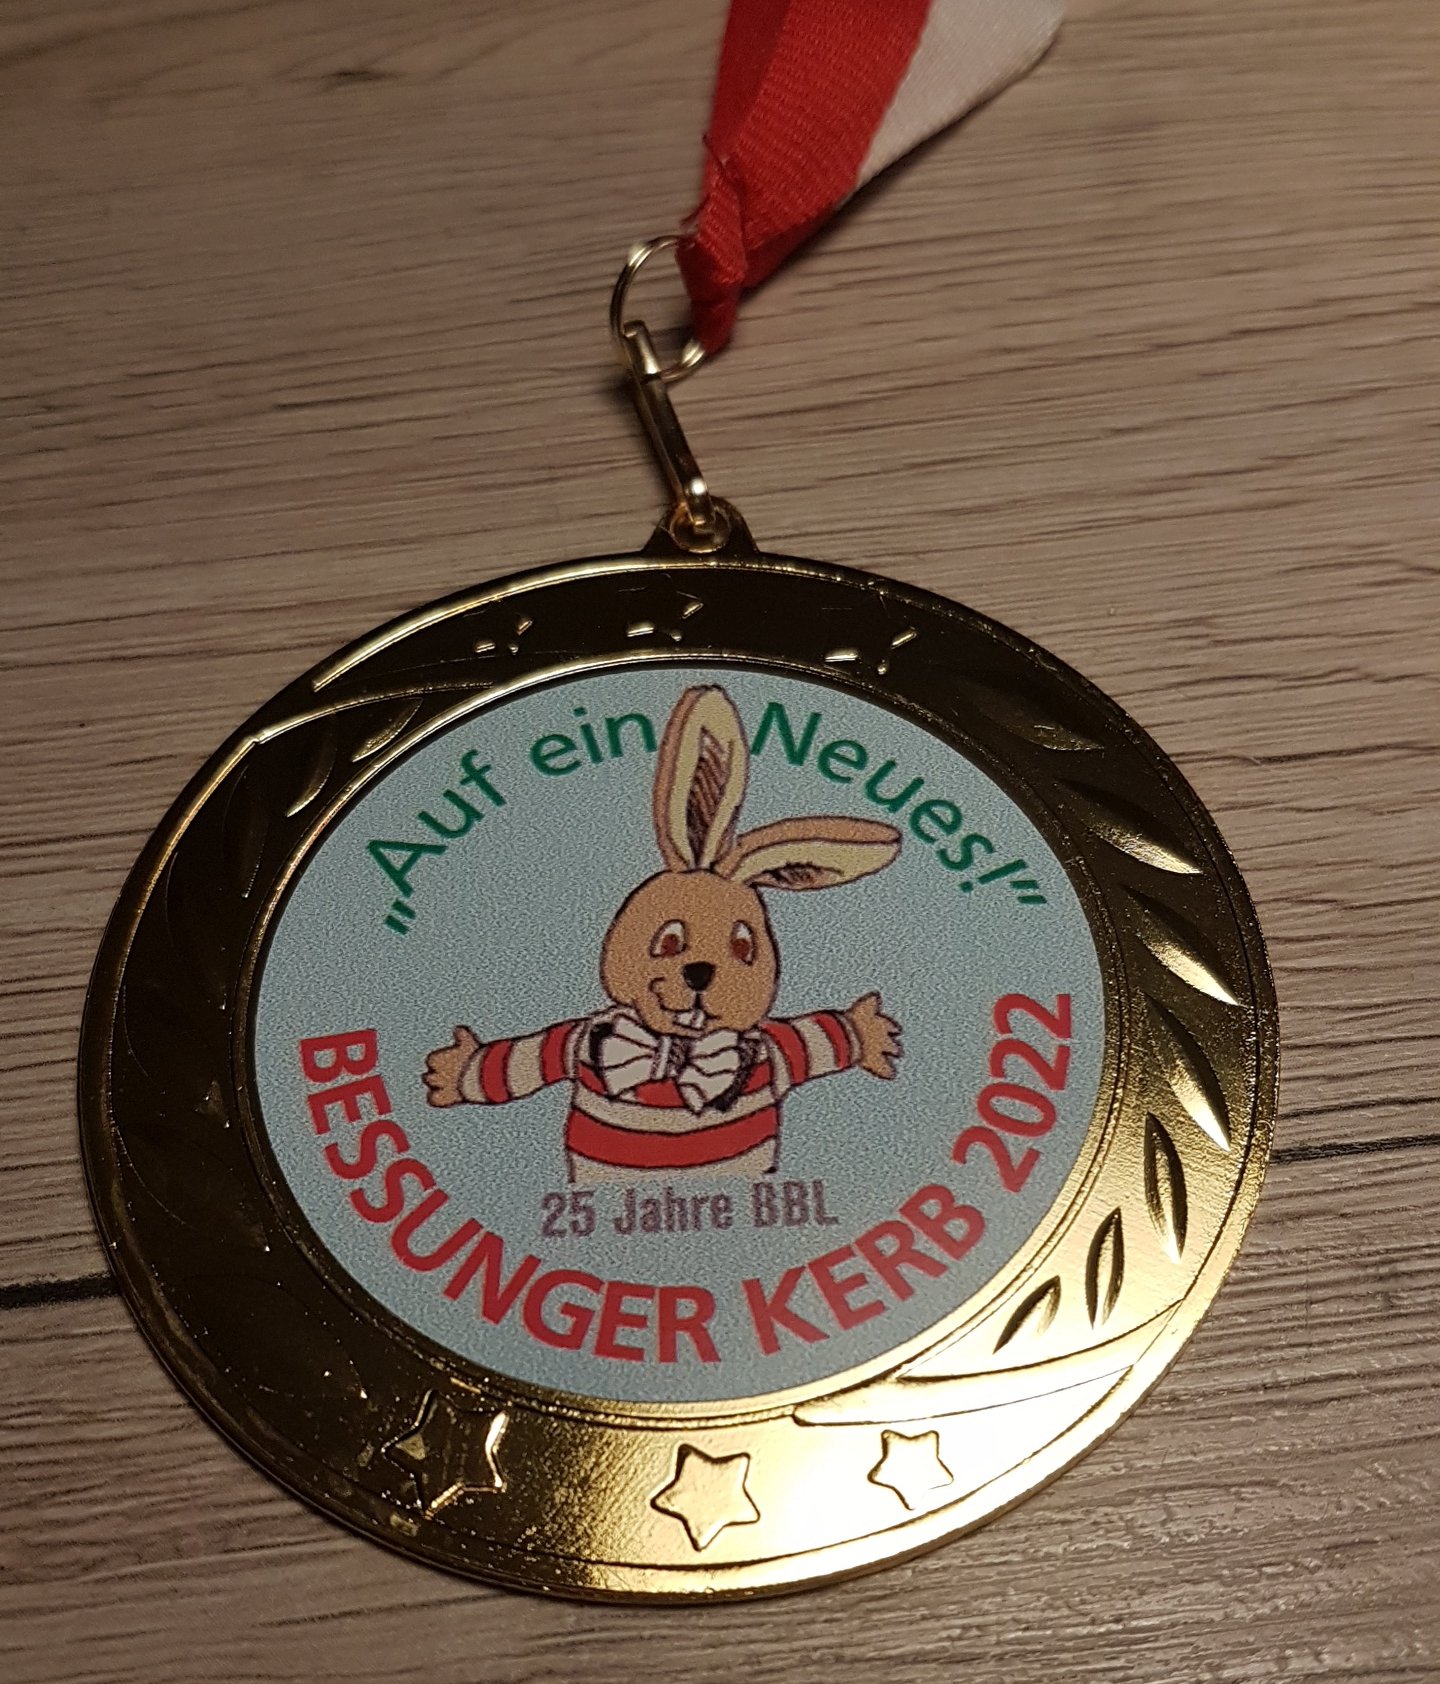 „Auf ein Neues!”
25 Jahre BBL
BESSUNGER KERB 2022